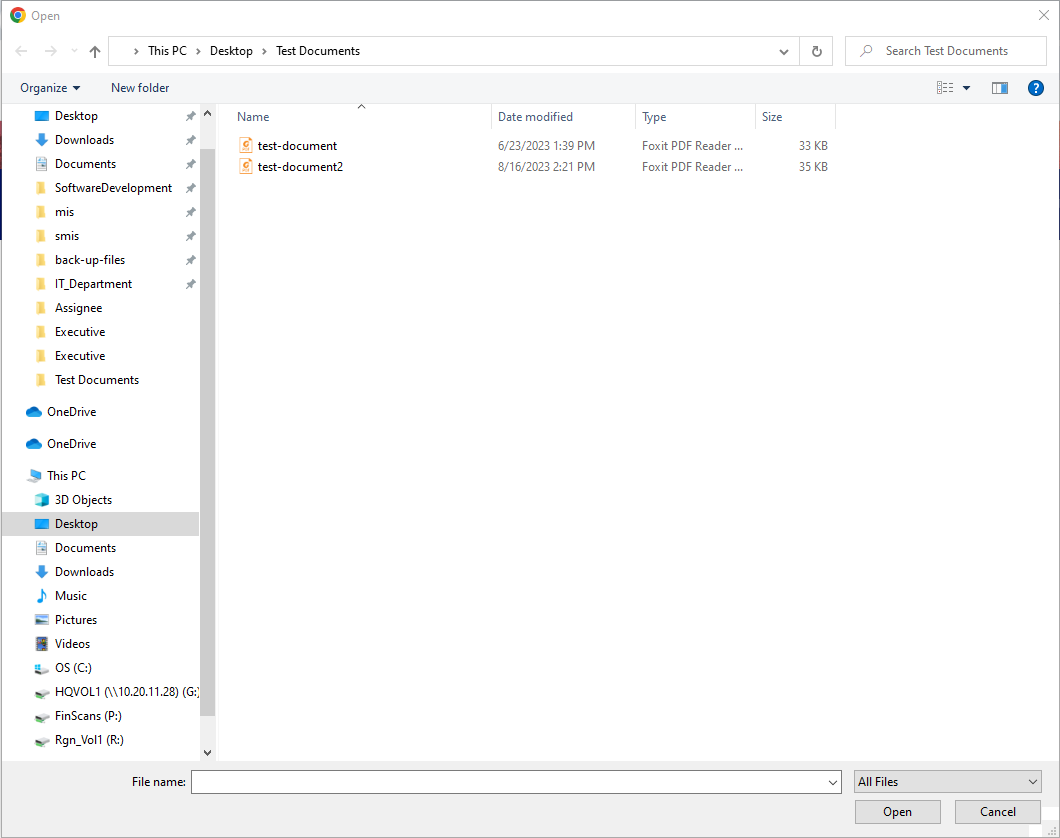 Open
This PC > Desktop > Test Documents
Search Test Documents
Organize
New folder
?
Desktop
Downloads
Documents
SoftwareDevelopment
mis
smis
back-up-files
IT_Department
Assignee
Executive
Executive
Test Documents
OneDrive
OneDrive
This PC
3D Objects
Desktop
Documents
Downloads
Music
Pictures
Videos
OS (C:)
HQVOL1 (\\10.20.11.28) (G:)
FinScans (P:)
Rgn_Vol1 (R:)
Name Date modified Type Size
test-document 6/23/2023 1:39 PM Foxit PDF Reader ... 33 KB
test-document2 8/16/2023 2:21 PM Foxit PDF Reader ... 35 KB
File name:
All Files
Open
Cancel